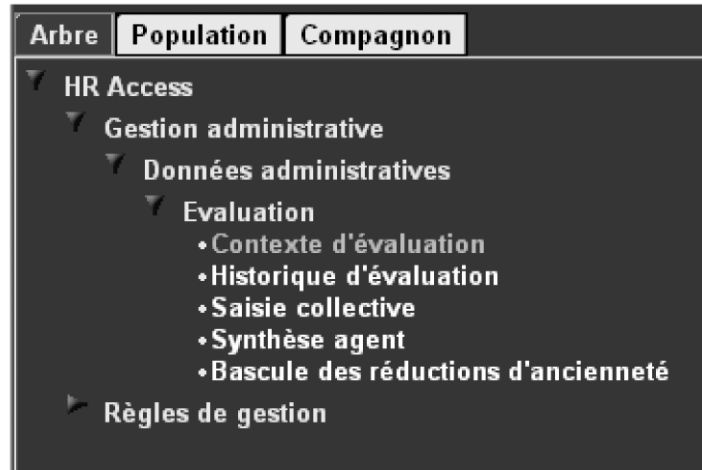 Arbre Population Compagnon
HR Access
Gestion administrative
Données administratives
Evaluation
•Contexte d'évaluation
•Historique d'évaluation
•Saisie collective
•Synthèse agent
•Bascule des réductions d'ancienneté
Règles de gestion